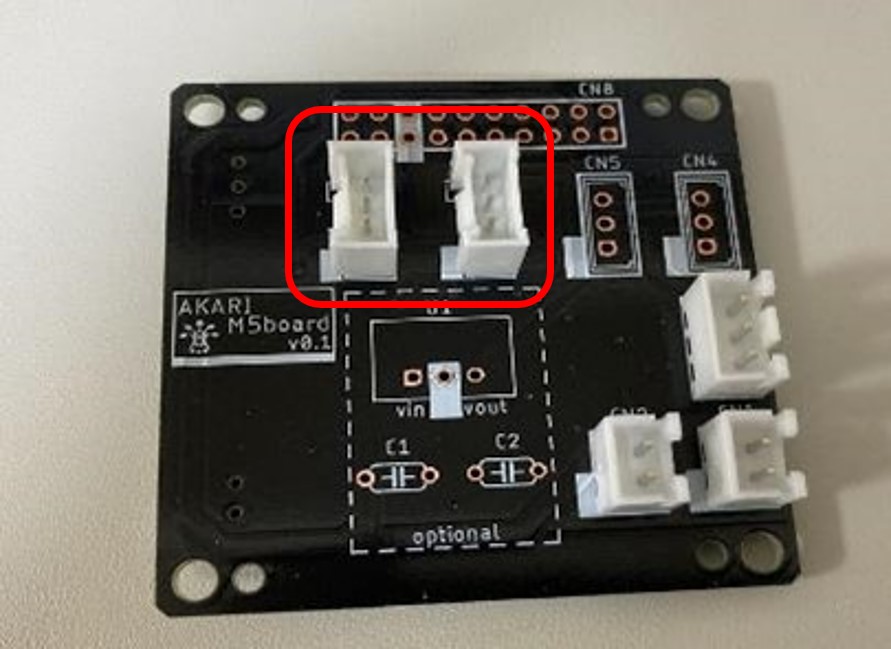 CN8
CN5
CN4
AKARI
M5board
v0.1
vin
vout
C1
C2
optional